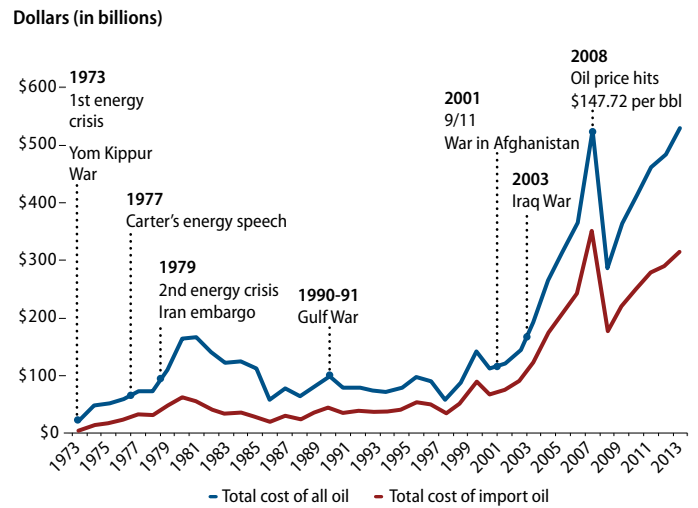 Dollars (in billions)
$600
$500
$400
$300
$200
$100
$0
1973
1st energy
crisis
Yom Kippur
War
1977
Carter’s energy speech
1979
2nd energy crisis
Iran embargo
1990-91
Gulf War
2001
9/11
War in Afghanistan
2003
Iraq War
2008
Oil price hits
$147.72 per bbl
1973
1975
1977
1979
1981
1983
1985
1987
1989
1991
1993
1995
1997
1999
2001
2003
2005
2007
2009
2011
2013
Total cost of all oil
Total cost of import oil